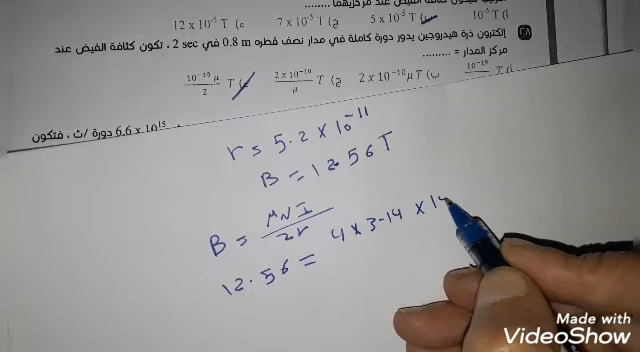 10⁻⁵ T (أ 5 x 10⁻⁵ T (ب 7 x 10⁻⁵ T (ج 12 x 10⁻⁵ T (د
٢٨ إلكترون ذرة هيدروجين يدور دورة كاملة في مدار نصف قطره 0.8 m في 2 sec ، تكون كثافة الفيض عند
مركز المدار = .........
2 x 10⁻¹⁰ µ T (ب 2 x 10⁻¹⁰/µ T (ج 10⁻¹⁹ µ/2 T
6.6 x 10¹⁵ دورة /ث ، فتكون
r = 5.2 × 10⁻¹¹
B = 12.56 T
B = µNI/2r
12.56 = 4 × 3.14 × 1
Made with
VideoShow